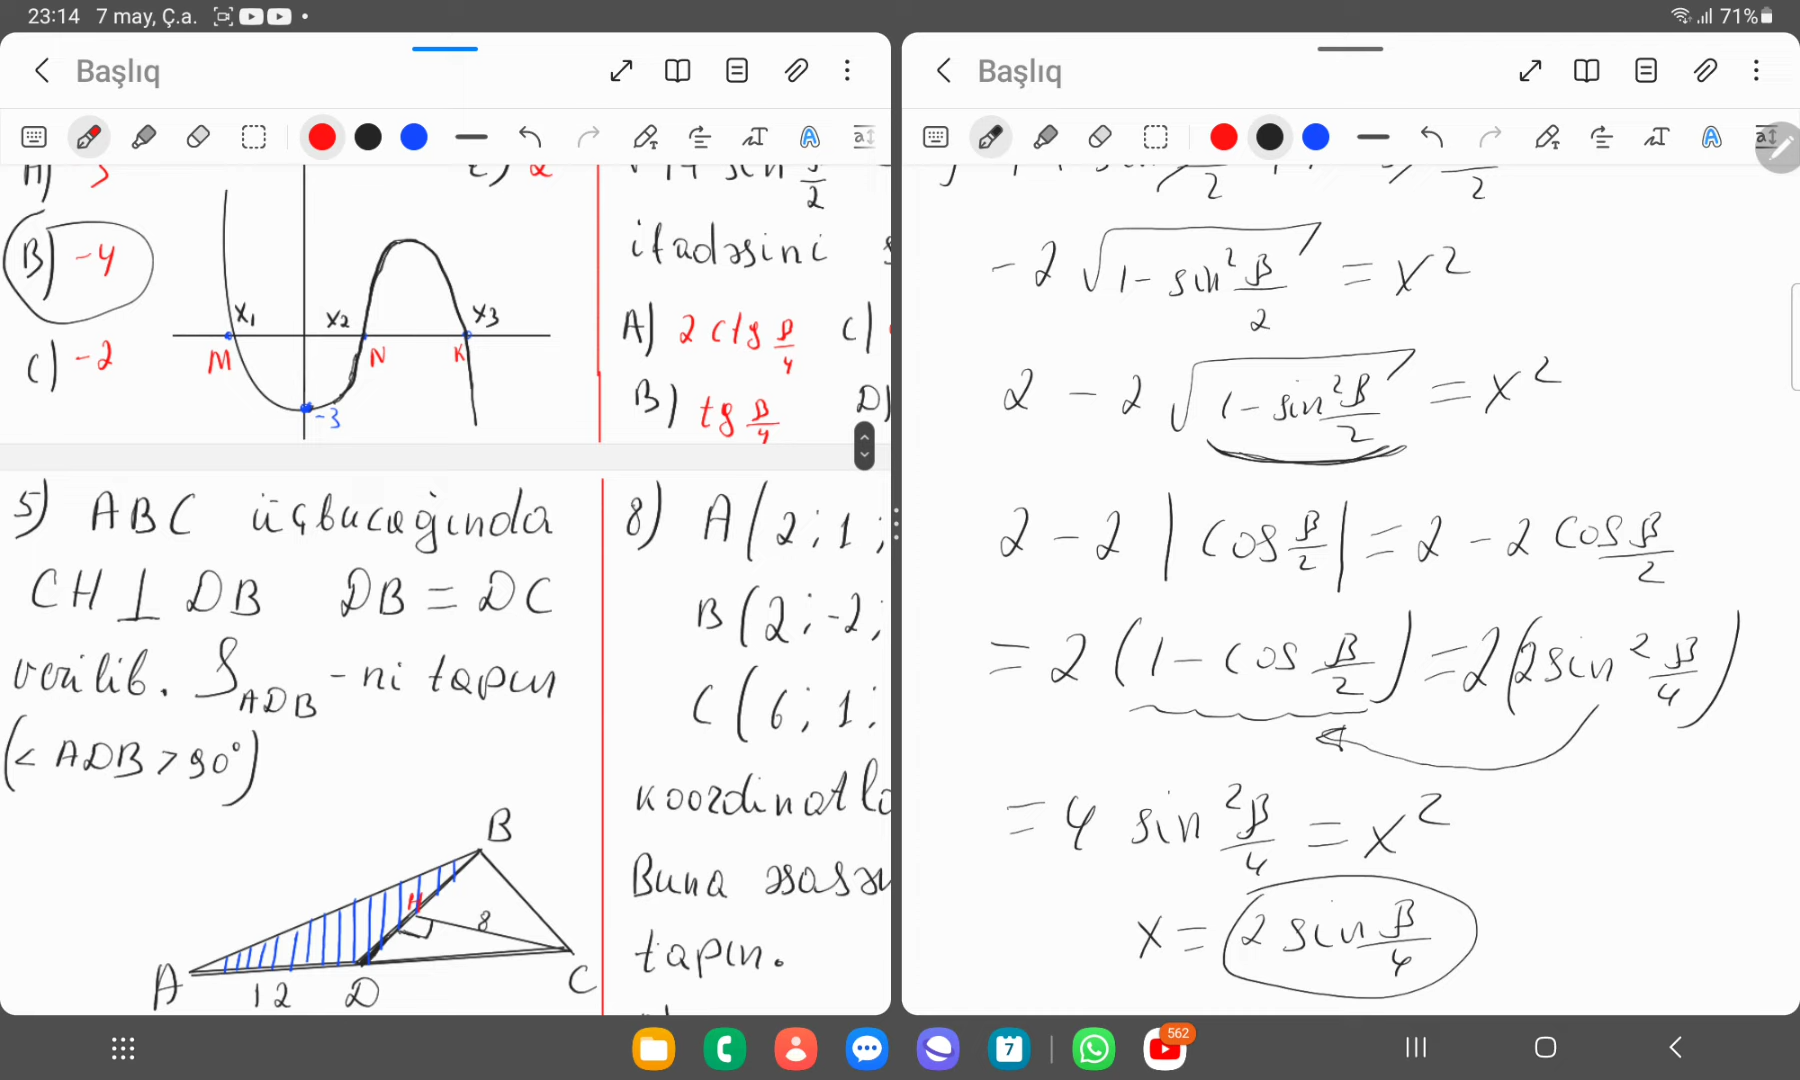 23:14 7 may, Ç.a.
71%
Başlıq
A) 3
B) -4
C) -2
x1 x2 x3
M N K
-3
ifadəsini
A) 2 ctg β/4 C)
B) tg β/4 D)
5) ABC üçbucağında
CH ⊥ DB DB = DC
verilib. S ADB -ni tapın
(< ADB > 90°)
B
H
8
A 12 D C
8) A(2; 1;
B(2; -2;
C(6; 1;
koordinatla
Buna əsasən
tapın.
Başlıq
-2 √(1 - sin² β/2) = x²
2 - 2 √(1 - sin² β/2) = x²
2 - 2 |cos β/2| = 2 - 2 cos β/2
= 2 (1 - cos β/2) = 2(2 sin² β/4)
= 4 sin² β/4 = x²
x = 2 sin β/4
7
562